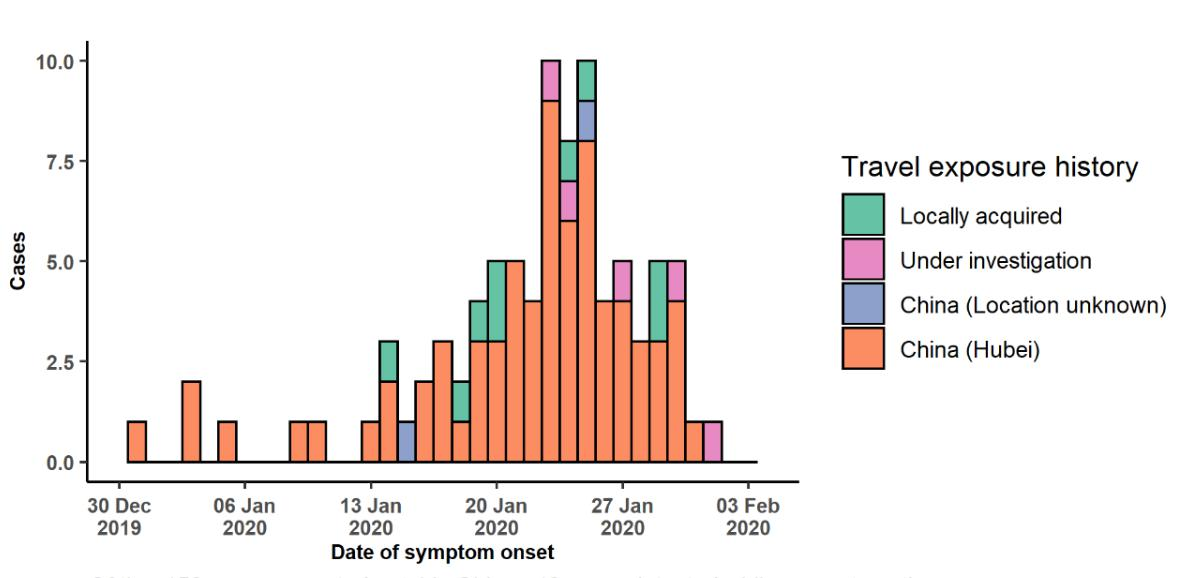 10.0
7.5
5.0
2.5
0.0
Cases
30 Dec 06 Jan 13 Jan 20 Jan 27 Jan 03 Feb
2019 2020 2020 2020 2020 2020
Date of symptom onset
Travel exposure history
Locally acquired
Under investigation
China (Location unknown)
China (Hubei)